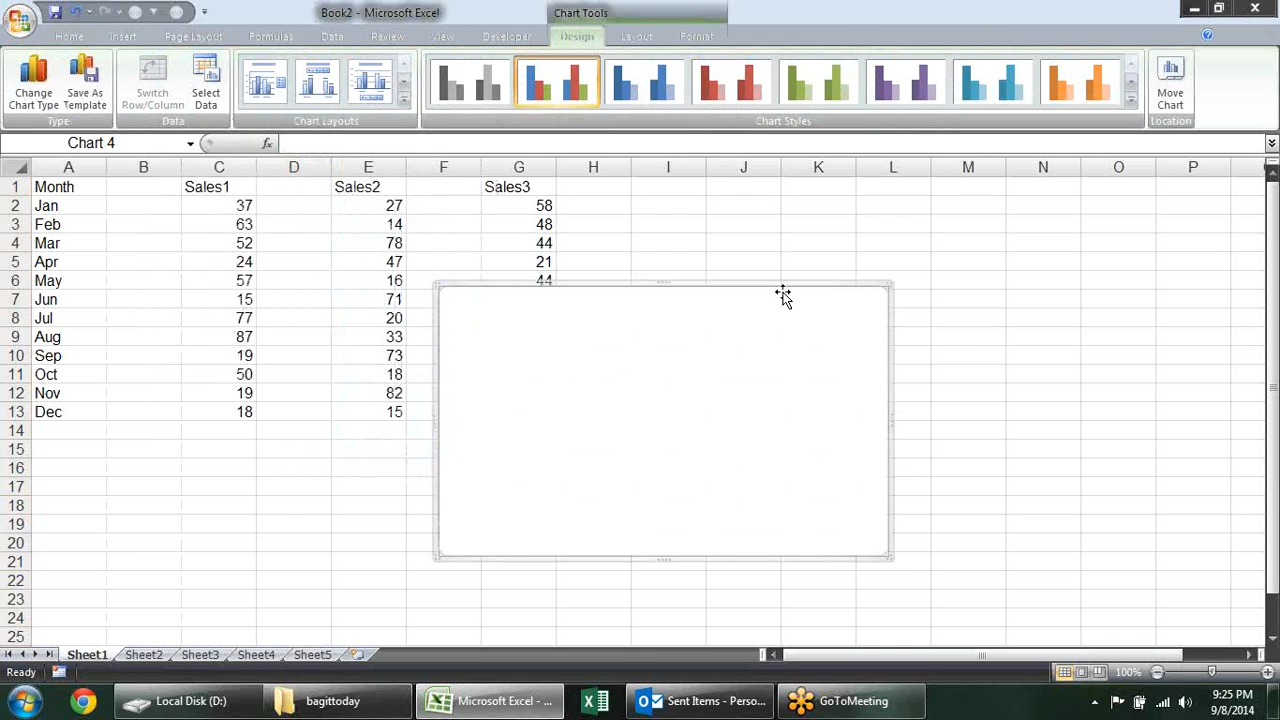 Book2 - Microsoft Excel
Chart Tools
Home Insert Page Layout Formulas Data Review View Developer Design Layout Format
Change Chart Type
Save As Template
Switch Row/Column
Select Data
Move Chart
Type Data Chart Layouts Chart Styles Location
Chart 4 fx
A B C D E F G H I J K L M N O P
1 Month Sales1 Sales2 Sales3
2 Jan 37 27 58
3 Feb 63 14 48
4 Mar 52 78 44
5 Apr 24 47 21
6 May 57 16 44
7 Jun 15 71
8 Jul 77 20
9 Aug 87 33
10 Sep 19 73
11 Oct 50 18
12 Nov 19 82
13 Dec 18 15
14
15
16
17
18
19
20
21
22
23
24
25
Sheet1 Sheet2 Sheet3 Sheet4 Sheet5
Ready 100%
Local Disk (D:) bagittoday Microsoft Excel - ... Sent Items - Perso... GoToMeeting
9:25 PM
9/8/2014